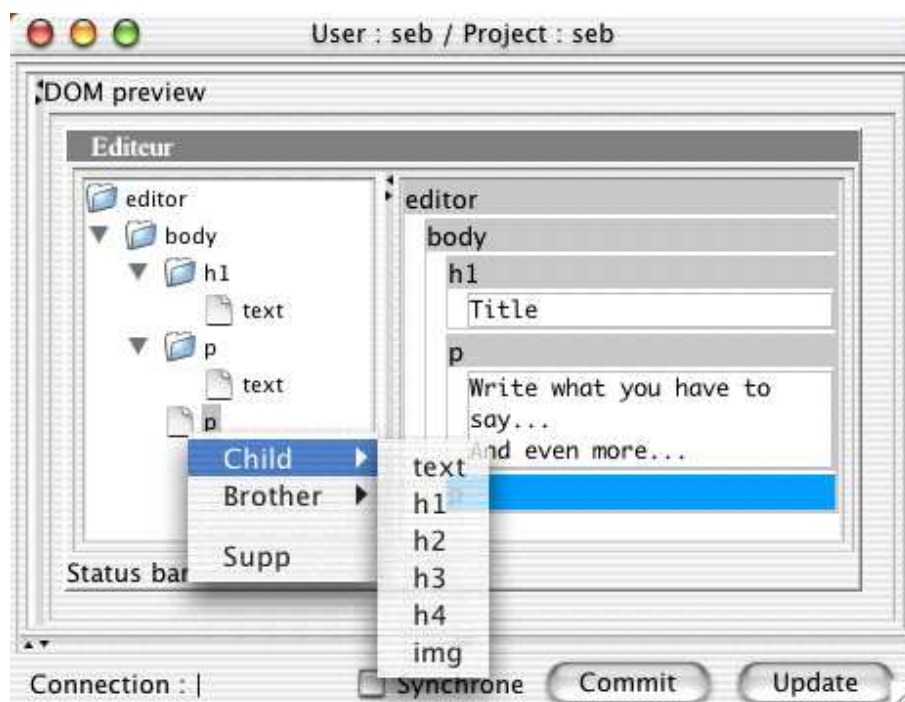 User : seb / Project : seb
DOM preview
Editeur
editor
body
h1
text
p
text
p
editor
body
h1
Title
p
Write what you have to
say...
And even more...
Child
Brother
Supp
text
h1
h2
h3
h4
img
Status bar
Connection :
Synchrone
Commit
Update